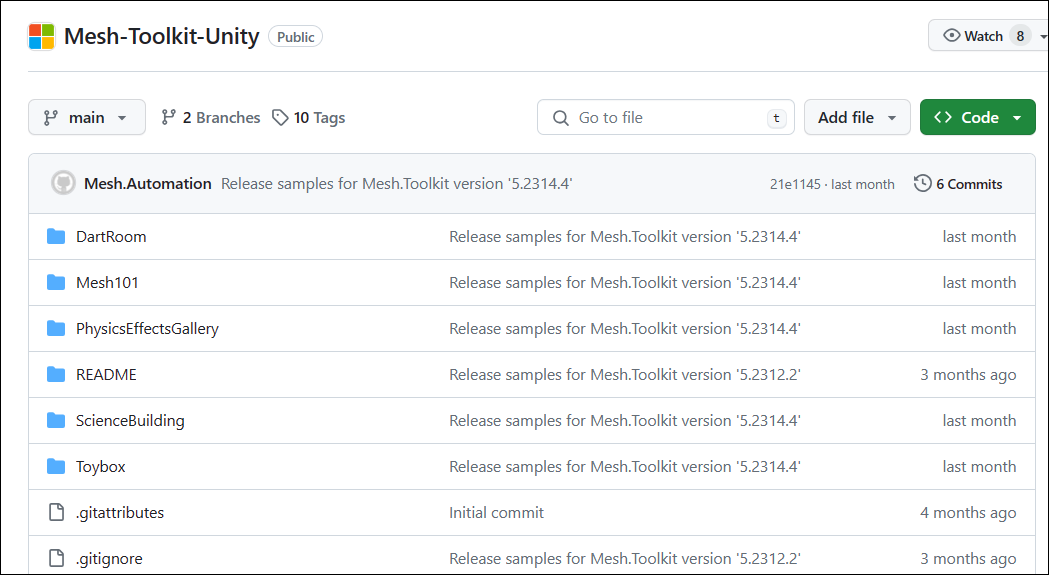 Mesh-Toolkit-Unity Public Watch 8
main 2 Branches 10 Tags Go to file t Add file Code
Mesh.Automation Release samples for Mesh.Toolkit version '5.2314.4' 21e1145 · last month 6 Commits
DartRoom Release samples for Mesh.Toolkit version '5.2314.4' last month
Mesh101 Release samples for Mesh.Toolkit version '5.2314.4' last month
PhysicsEffectsGallery Release samples for Mesh.Toolkit version '5.2314.4' last month
README Release samples for Mesh.Toolkit version '5.2312.2' 3 months ago
ScienceBuilding Release samples for Mesh.Toolkit version '5.2314.4' last month
Toybox Release samples for Mesh.Toolkit version '5.2314.4' last month
.gitattributes Initial commit 4 months ago
.gitignore Release samples for Mesh.Toolkit version '5.2312.2' 3 months ago